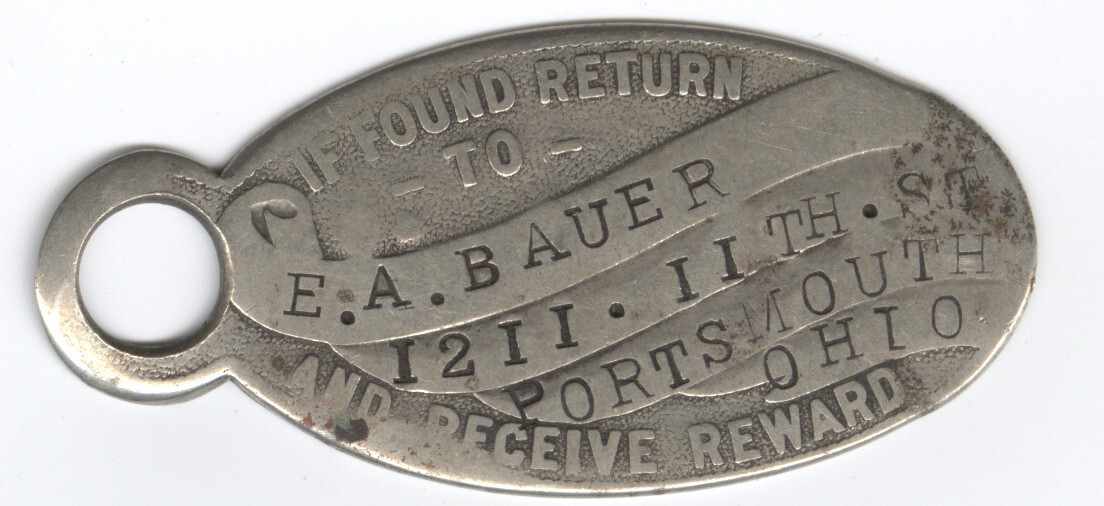 IF FOUND RETURN
- TO -
E.A.BAUER
1211. 11TH. ST
PORTSMOUTH
OHIO
AND RECEIVE REWARD